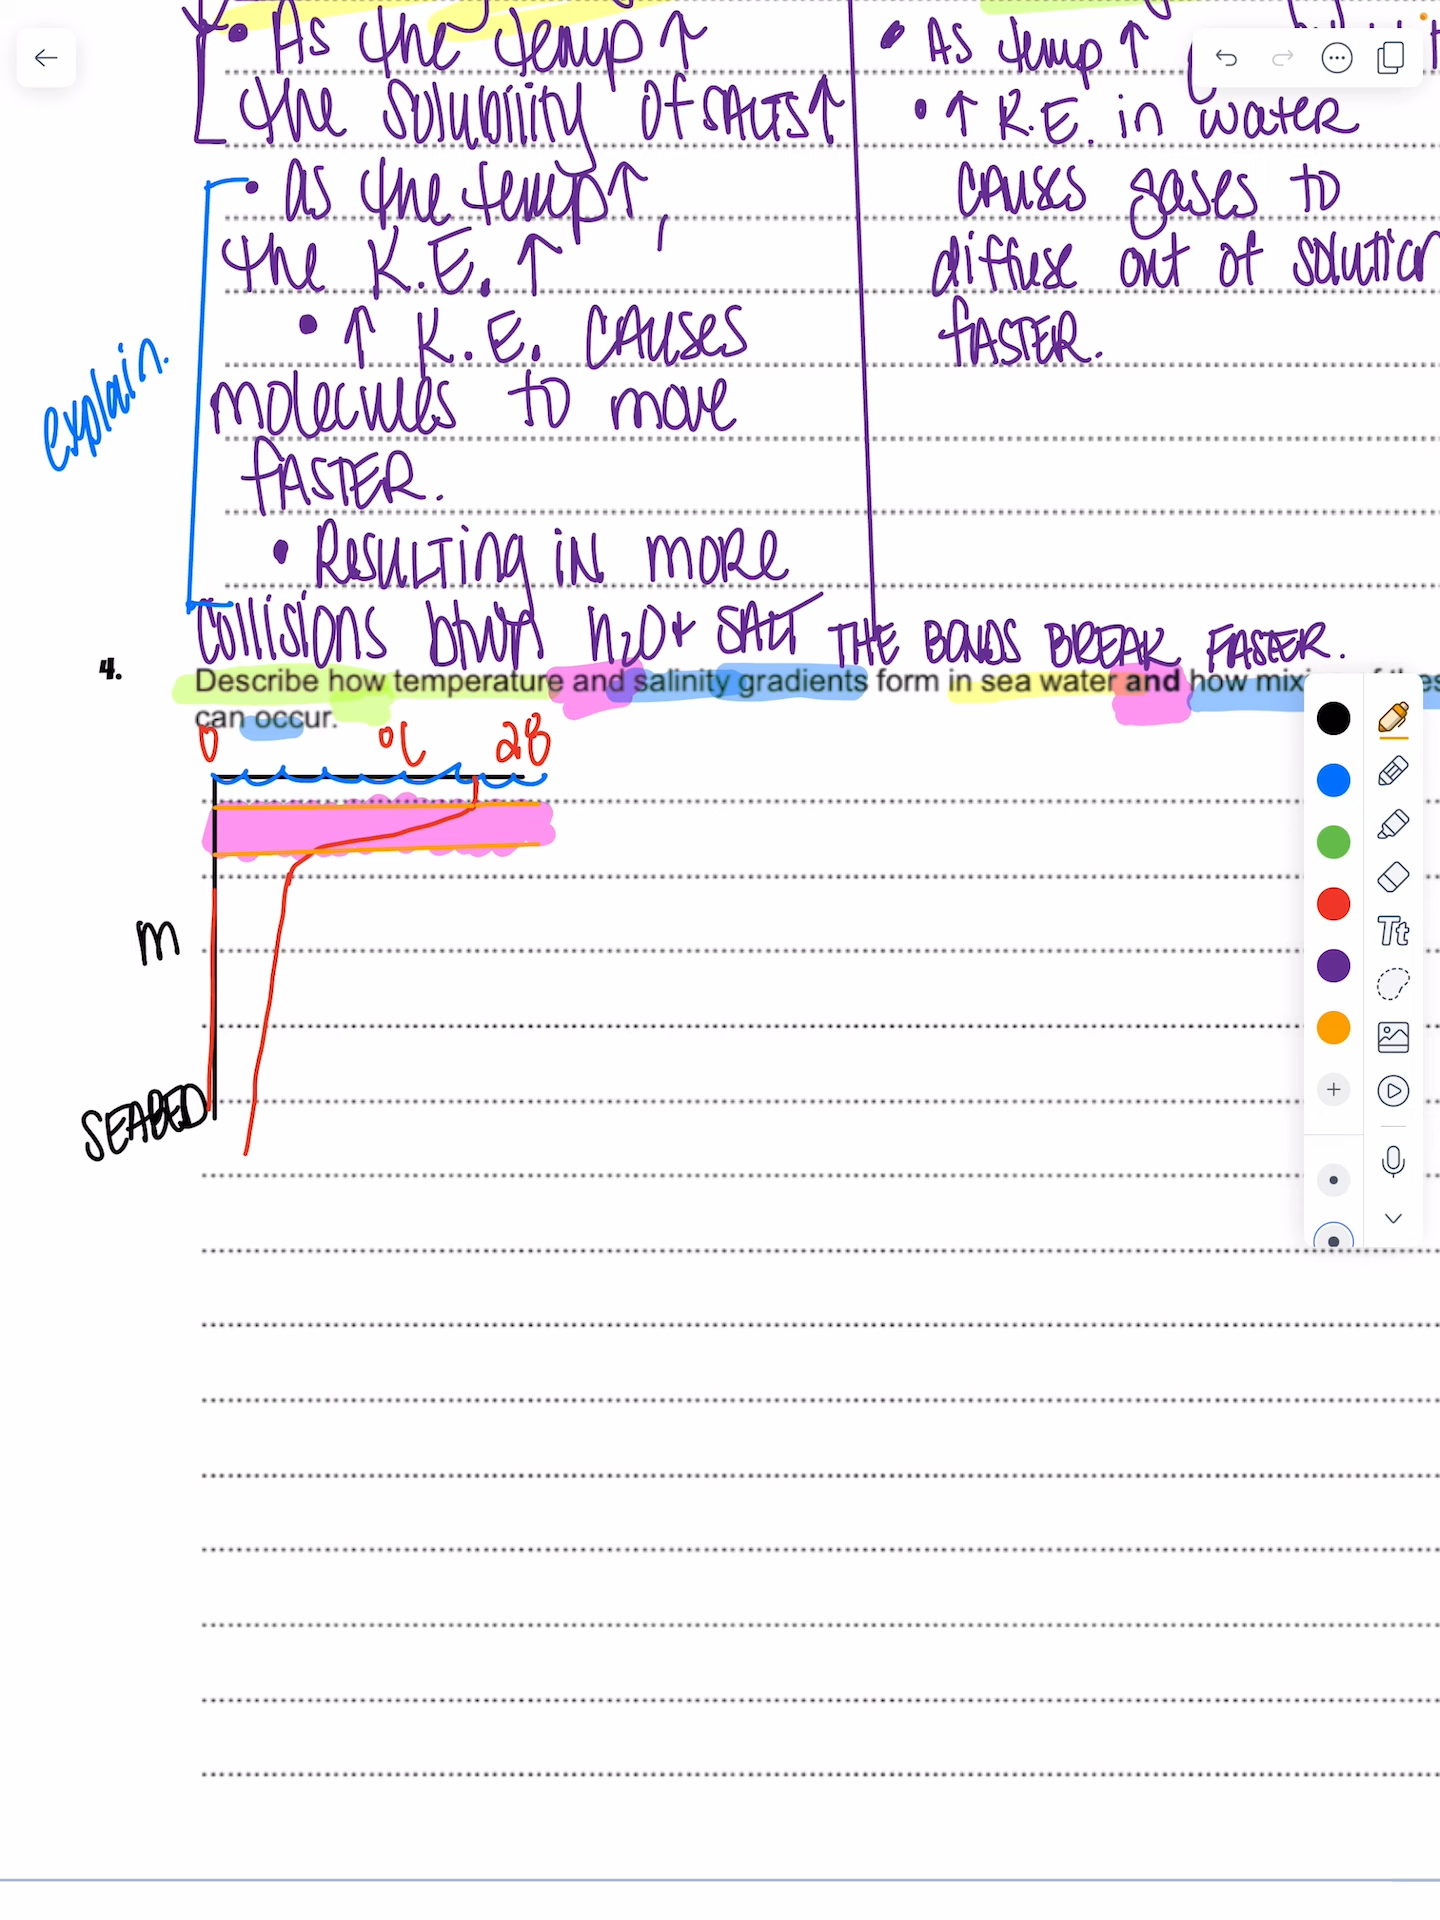 • As the temp ↑
the solubility of SALTS ↑
• as the temp ↑,
the K.E. ↑
• ↑ K.E. CAUSES
molecules to move
FASTER.
• RESULTING IN MORE
Collisions btwn H₂O + SALT THE BONDS BREAK FASTER.
explain.
• As temp ↑
• ↑ K.E. in water
CAUSES gases to
diffuse out of solution
FASTER.
4. Describe how temperature and salinity gradients form in sea water and how
can occur.
0 °C 28
m
SEABED
Tt